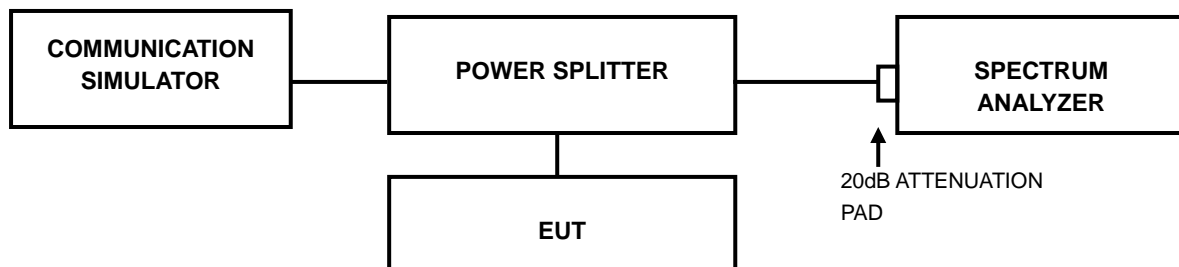 COMMUNICATION
SIMULATOR
POWER SPLITTER
SPECTRUM
ANALYZER
20dB ATTENUATION
PAD
EUT